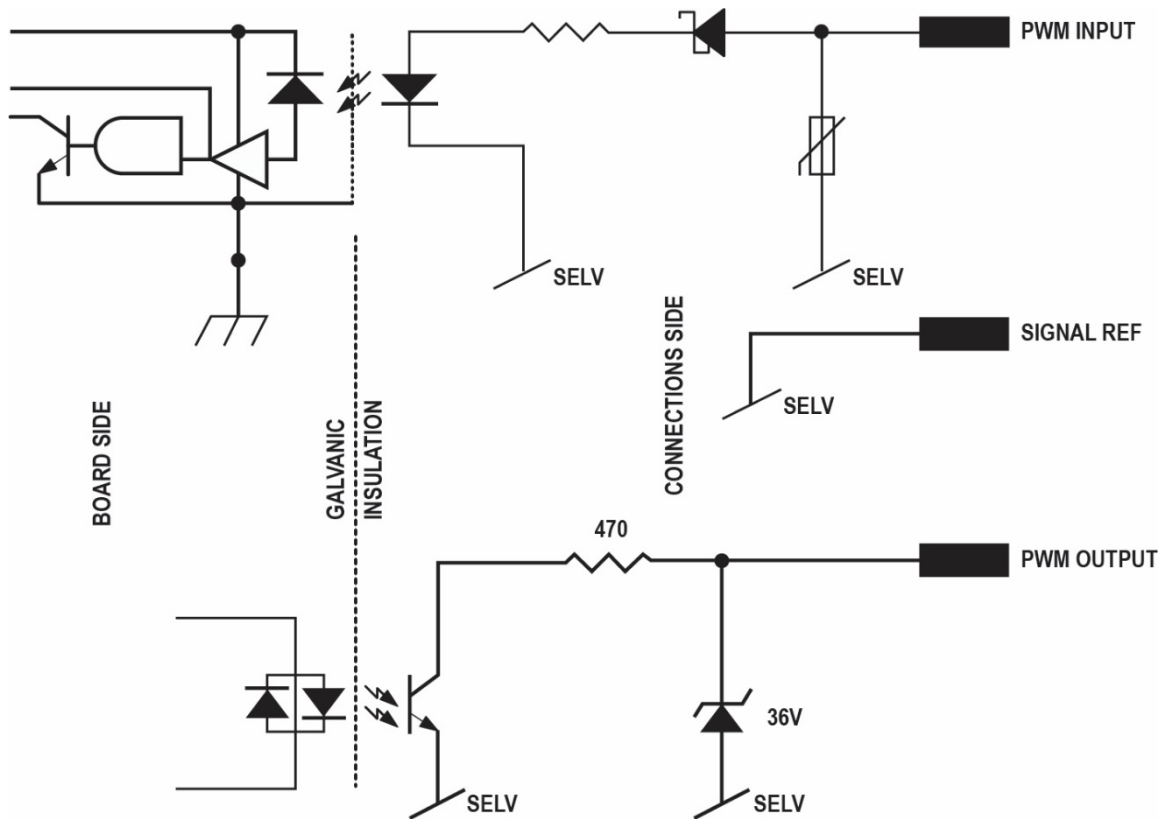 PWM INPUT
SELV
SELV
SIGNAL REF
SELV
BOARD SIDE
GALVANIC
INSULATION
CONNECTIONS SIDE
470
PWM OUTPUT
36V
SELV
SELV